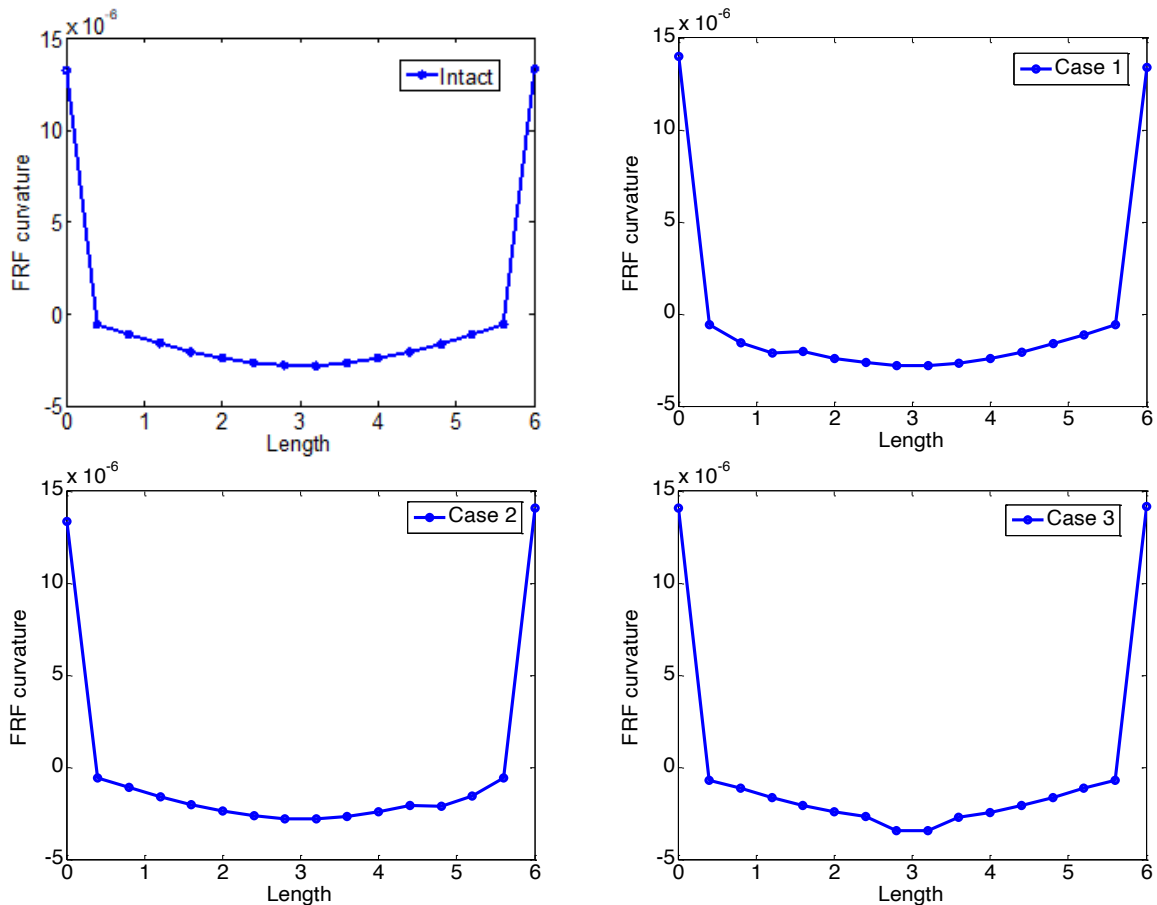 x 10^-6
15
10
5
0
-5
FRF curvature
Intact
0 1 2 3 4 5 6
Length
x 10^-6
15
10
5
0
-5
FRF curvature
Case 1
0 1 2 3 4 5 6
Length
x 10^-6
15
10
5
0
-5
FRF curvature
Case 2
0 1 2 3 4 5 6
Length
x 10^-6
15
10
5
0
-5
FRF curvature
Case 3
0 1 2 3 4 5 6
Length